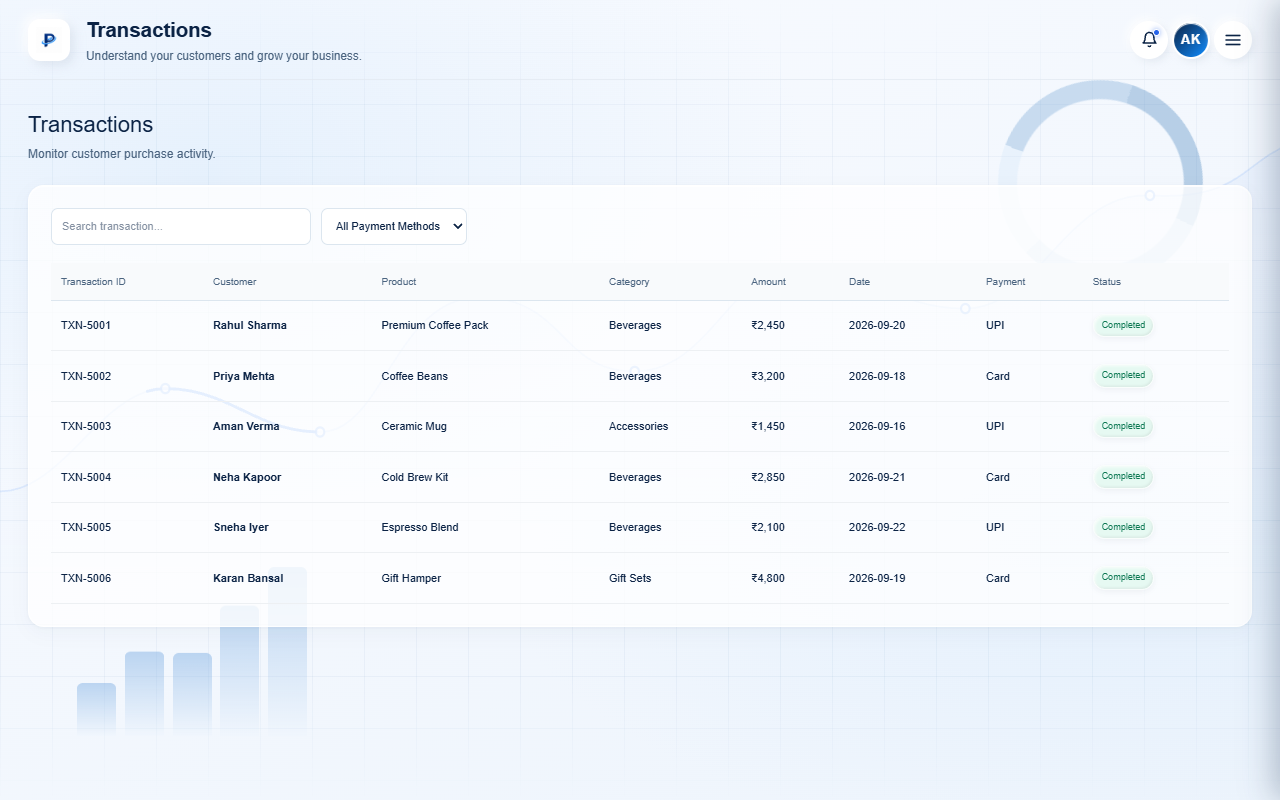 P
Transactions
Understand your customers and grow your business.
AK
Transactions
Monitor customer purchase activity.
Search transaction...
All Payment Methods
Transaction ID Customer Product Category Amount Date Payment Status
TXN-5001 Rahul Sharma Premium Coffee Pack Beverages ₹2,450 2026-09-20 UPI Completed
TXN-5002 Priya Mehta Coffee Beans Beverages ₹3,200 2026-09-18 Card Completed
TXN-5003 Aman Verma Ceramic Mug Accessories ₹1,450 2026-09-16 UPI Completed
TXN-5004 Neha Kapoor Cold Brew Kit Beverages ₹2,850 2026-09-21 Card Completed
TXN-5005 Sneha Iyer Espresso Blend Beverages ₹2,100 2026-09-22 UPI Completed
TXN-5006 Karan Bansal Gift Hamper Gift Sets ₹4,800 2026-09-19 Card Completed